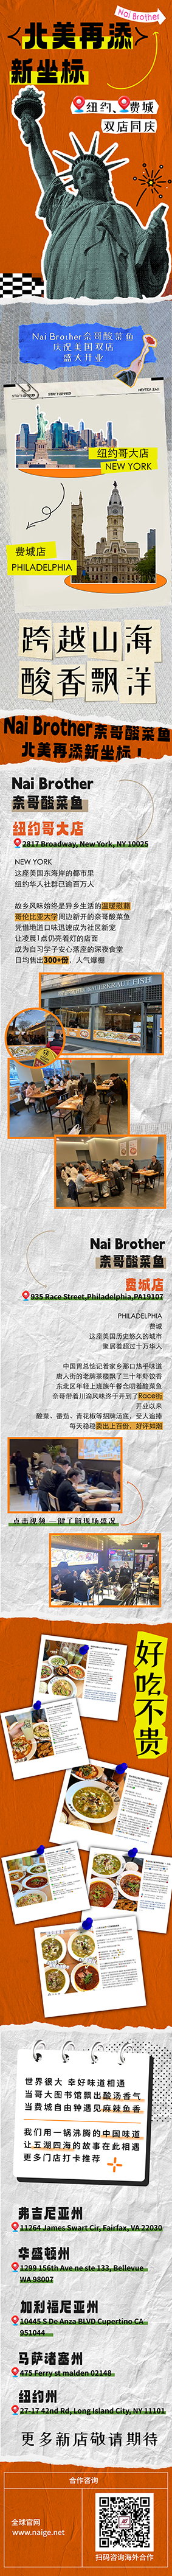 Nai Brother
北美再添
新坐标
纽约、费城
双店同庆
Nai Brother奈哥酸菜鱼
庆祝美国双店
盛大开业
纽约哥大店
NEW YORK
费城店
PHILADELPHIA
跨越山海
酸香飘洋
Nai Brother奈哥酸菜鱼
北美再添新坐标！
Nai Brother
奈哥酸菜鱼
纽约哥大店
2817 Broadway, New York, NY 10025
NEW YORK
这座美国东海岸的都市里
纽约华人社群已逾百万人
故乡风味始终是异乡生活的温暖慰藉
哥伦比亚大学周边新开的奈哥酸菜鱼
凭借地道口味迅速成为社区新宠
让凌晨1点仍亮着灯的店面
成为自习学子安心落座的深夜食堂
日均售出300+份，人气爆棚
Nai Brother
奈哥酸菜鱼
费城店
935 Race Street,Philadelphia,PA19107
PHILADELPHIA
费城
这座美国历史悠久的城市
聚居着超过十万华人
中国胃总惦记着家乡那口热乎味道
唐人街的老牌茶楼飘了三十年虾饺香
东北区年轻上班族午餐念叨着酸菜鱼
奈哥带着川渝风味终于开到了Race街
开业以来
酸菜、番茄、青花椒等招牌汤底，受人追捧
每天稳稳卖出上百份，好评如潮
点击视频 一键了解现场盛况
好吃不贵
世界很大 幸好味道相通
当哥大图书馆飘出酸汤香气
当费城自由钟遇见麻辣鱼香
我们用一锅沸腾的中国味道
让五湖四海的故事在此相遇
更多门店打卡推荐
弗吉尼亚州
11264 James Swart Cir, Fairfax, VA 22030
华盛顿州
1299 156th Ave ne ste 133, Bellevue
WA 98007
加利福尼亚州
10445 S De Anza BLVD Cupertino CA
951044
马萨诸塞州
475 Ferry st malden 02148
纽约州
27-17 42nd Rd, Long Island City, NY 11101
更多新店敬请期待
合作咨询
全球官网
www.naige.net
扫码咨询海外合作